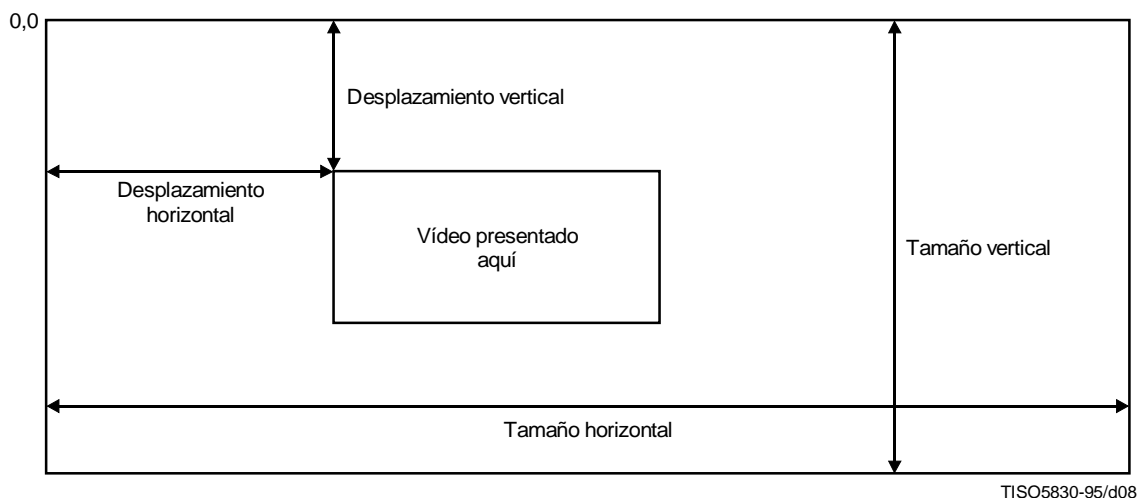 0,0
Desplazamiento vertical
Desplazamiento
horizontal
Vídeo presentado
aquí
Tamaño vertical
Tamaño horizontal
TISO5830-95/d08